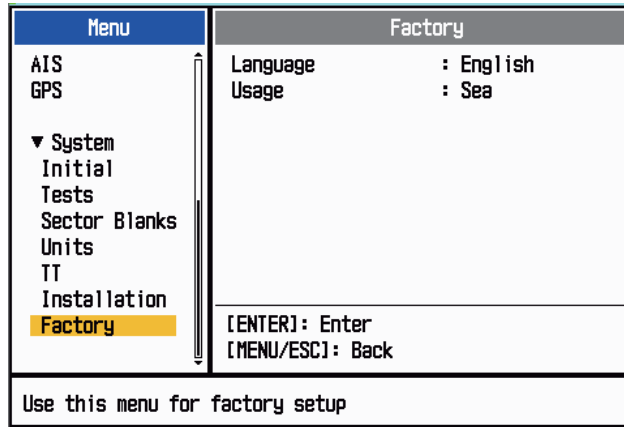 Menu
AIS
GPS
▼ System
Initial
Tests
Sector Blanks
Units
TT
Installation
Factory
Factory
Language : English
Usage : Sea
[ENTER]: Enter
[MENU/ESC]: Back
Use this menu for factory setup